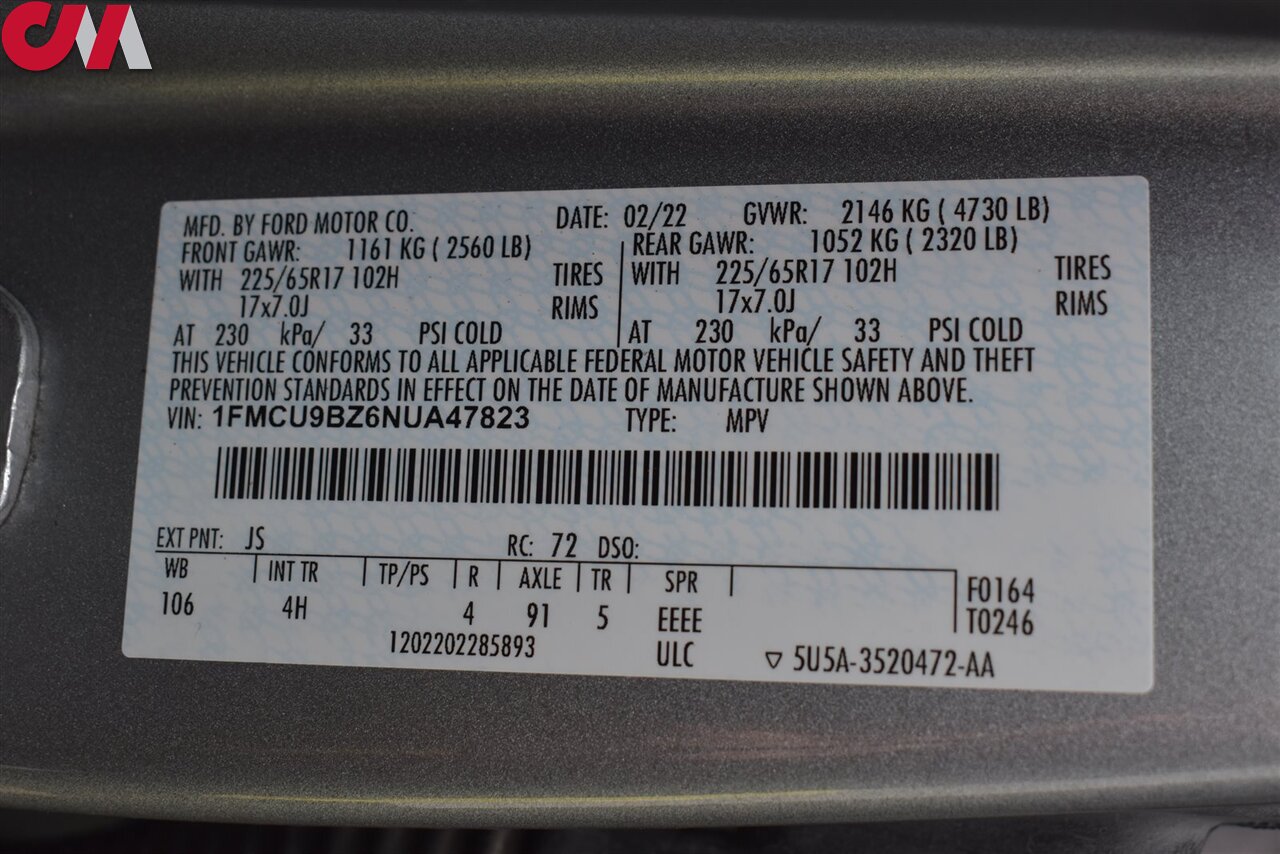 CM
MFD. BY FORD MOTOR CO. DATE: 02/22 GVWR: 2146 KG ( 4730 LB)
FRONT GAWR: 1161 KG ( 2560 LB) REAR GAWR: 1052 KG ( 2320 LB)
WITH 225/65R17 102H TIRES WITH 225/65R17 102H TIRES
17x7.0J RIMS 17x7.0J RIMS
AT 230 kPa/ 33 PSI COLD AT 230 kPa/ 33 PSI COLD
THIS VEHICLE CONFORMS TO ALL APPLICABLE FEDERAL MOTOR VEHICLE SAFETY AND THEFT
PREVENTION STANDARDS IN EFFECT ON THE DATE OF MANUFACTURE SHOWN ABOVE.
VIN: 1FMCU9BZ6NUA47823 TYPE: MPV
EXT PNT: JS RC: 72 DSO:
WB INT TR TP/PS R AXLE TR SPR F0164
106 4H 4 91 5 EEEE T0246
1202202285893 ULC ▽ 5U5A-3520472-AA